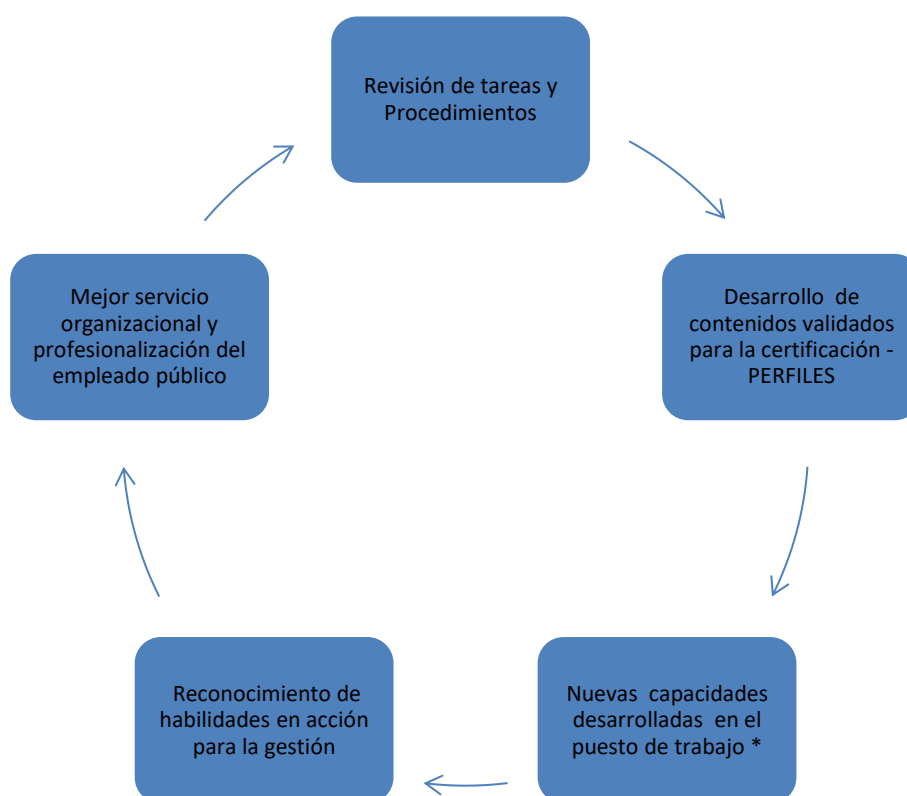 Revisión de tareas y
Procedimientos
Desarrollo de
contenidos validados
para la certificación -
PERFILES
Nuevas capacidades
desarrolladas en el
puesto de trabajo *
Reconocimiento de
habilidades en acción
para la gestión
Mejor servicio
organizacional y
profesionalización del
empleado público